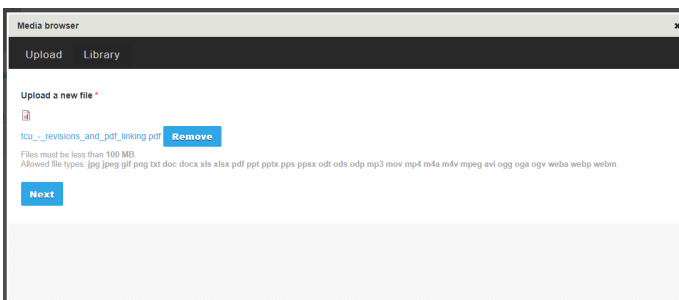 Media browser
Upload Library
Upload a new file *
tcu_-_revisions_and_pdf_linking.pdf Remove
Files must be less than 100 MB.
Allowed file types: jpg jpeg gif png txt doc docx xls xlsx pdf ppt pptx pps ppsx odt ods odp mp3 mov mp4 m4a m4v mpeg avi ogg oga ogv weba webp webm.
Next